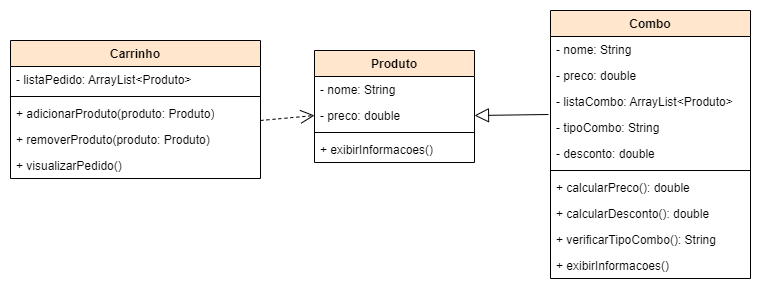 Carrinho
- listaPedido: ArrayList<Produto>
+ adicionarProduto(produto: Produto)
+ removerProduto(produto: Produto)
+ visualizarPedido()
Produto
- nome: String
- preco: double
+ exibirInformacoes()
Combo
- nome: String
- preco: double
- listaCombo: ArrayList<Produto>
- tipoCombo: String
- desconto: double
+ calcularPreco(): double
+ calcularDesconto(): double
+ verificarTipoCombo(): String
+ exibirInformacoes()